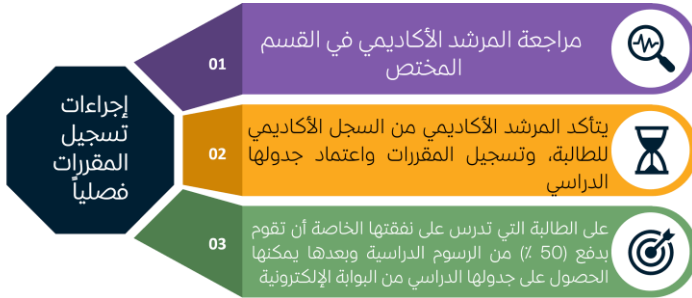 إجراءات
تسجيل
المقررات
فصلياً
01
مراجعة المرشد الأكاديمي في القسم
المختص
02
يتأكد المرشد الأكاديمي من السجل الأكاديمي
للطالبة، وتسجيل المقررات واعتماد جدولها
الدراسي
03
على الطالبة التي تدرس على نفقتها الخاصة أن تقوم
بدفع (50 ٪) من الرسوم الدراسية وبعدها يمكنها
الحصول على جدولها الدراسي من البوابة الإلكترونية